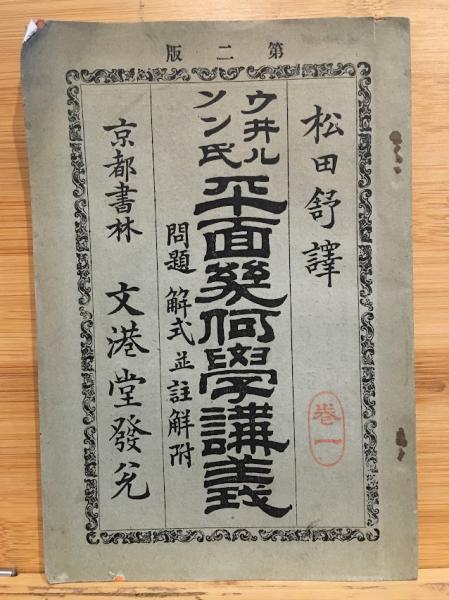 第二版
松田舒譯
ウ井ルソン氏平面幾何學講義
卷一
問題解式並註解附
京都書林 文港堂發兌